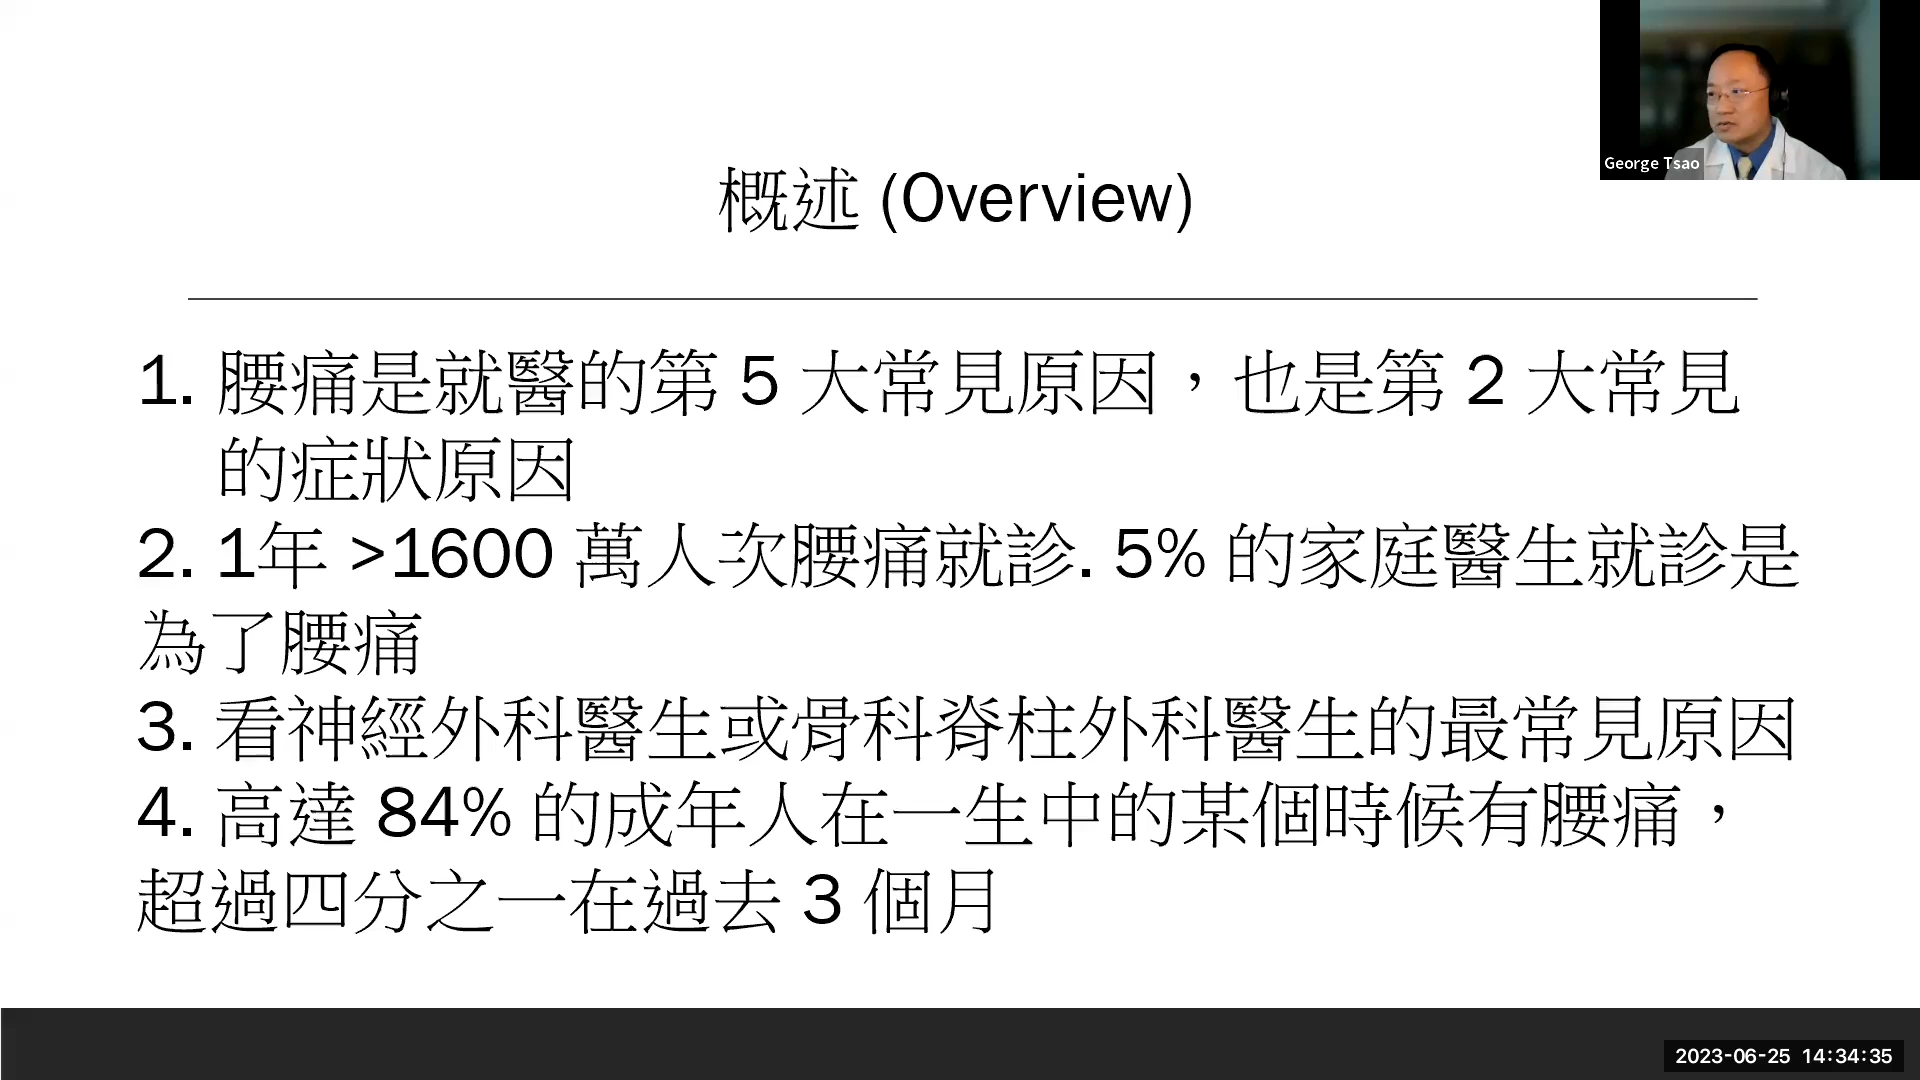 George Tsao
概述 (Overview)
1. 腰痛是就醫的第 5 大常見原因，也是第 2 大常見
的症狀原因
2. 1年 >1600 萬人次腰痛就診. 5% 的家庭醫生就診是
為了腰痛
3. 看神經外科醫生或骨科脊柱外科醫生的最常見原因
4. 高達 84% 的成年人在一生中的某個時候有腰痛，
超過四分之一在過去 3 個月
2023-06-25 14:34:35